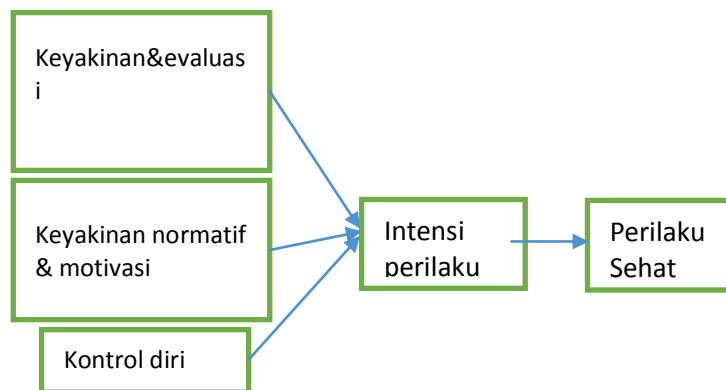 Keyakinan&evaluas
i
Keyakinan normatif
& motivasi
Kontrol diri
Intensi
perilaku
Perilaku
Sehat